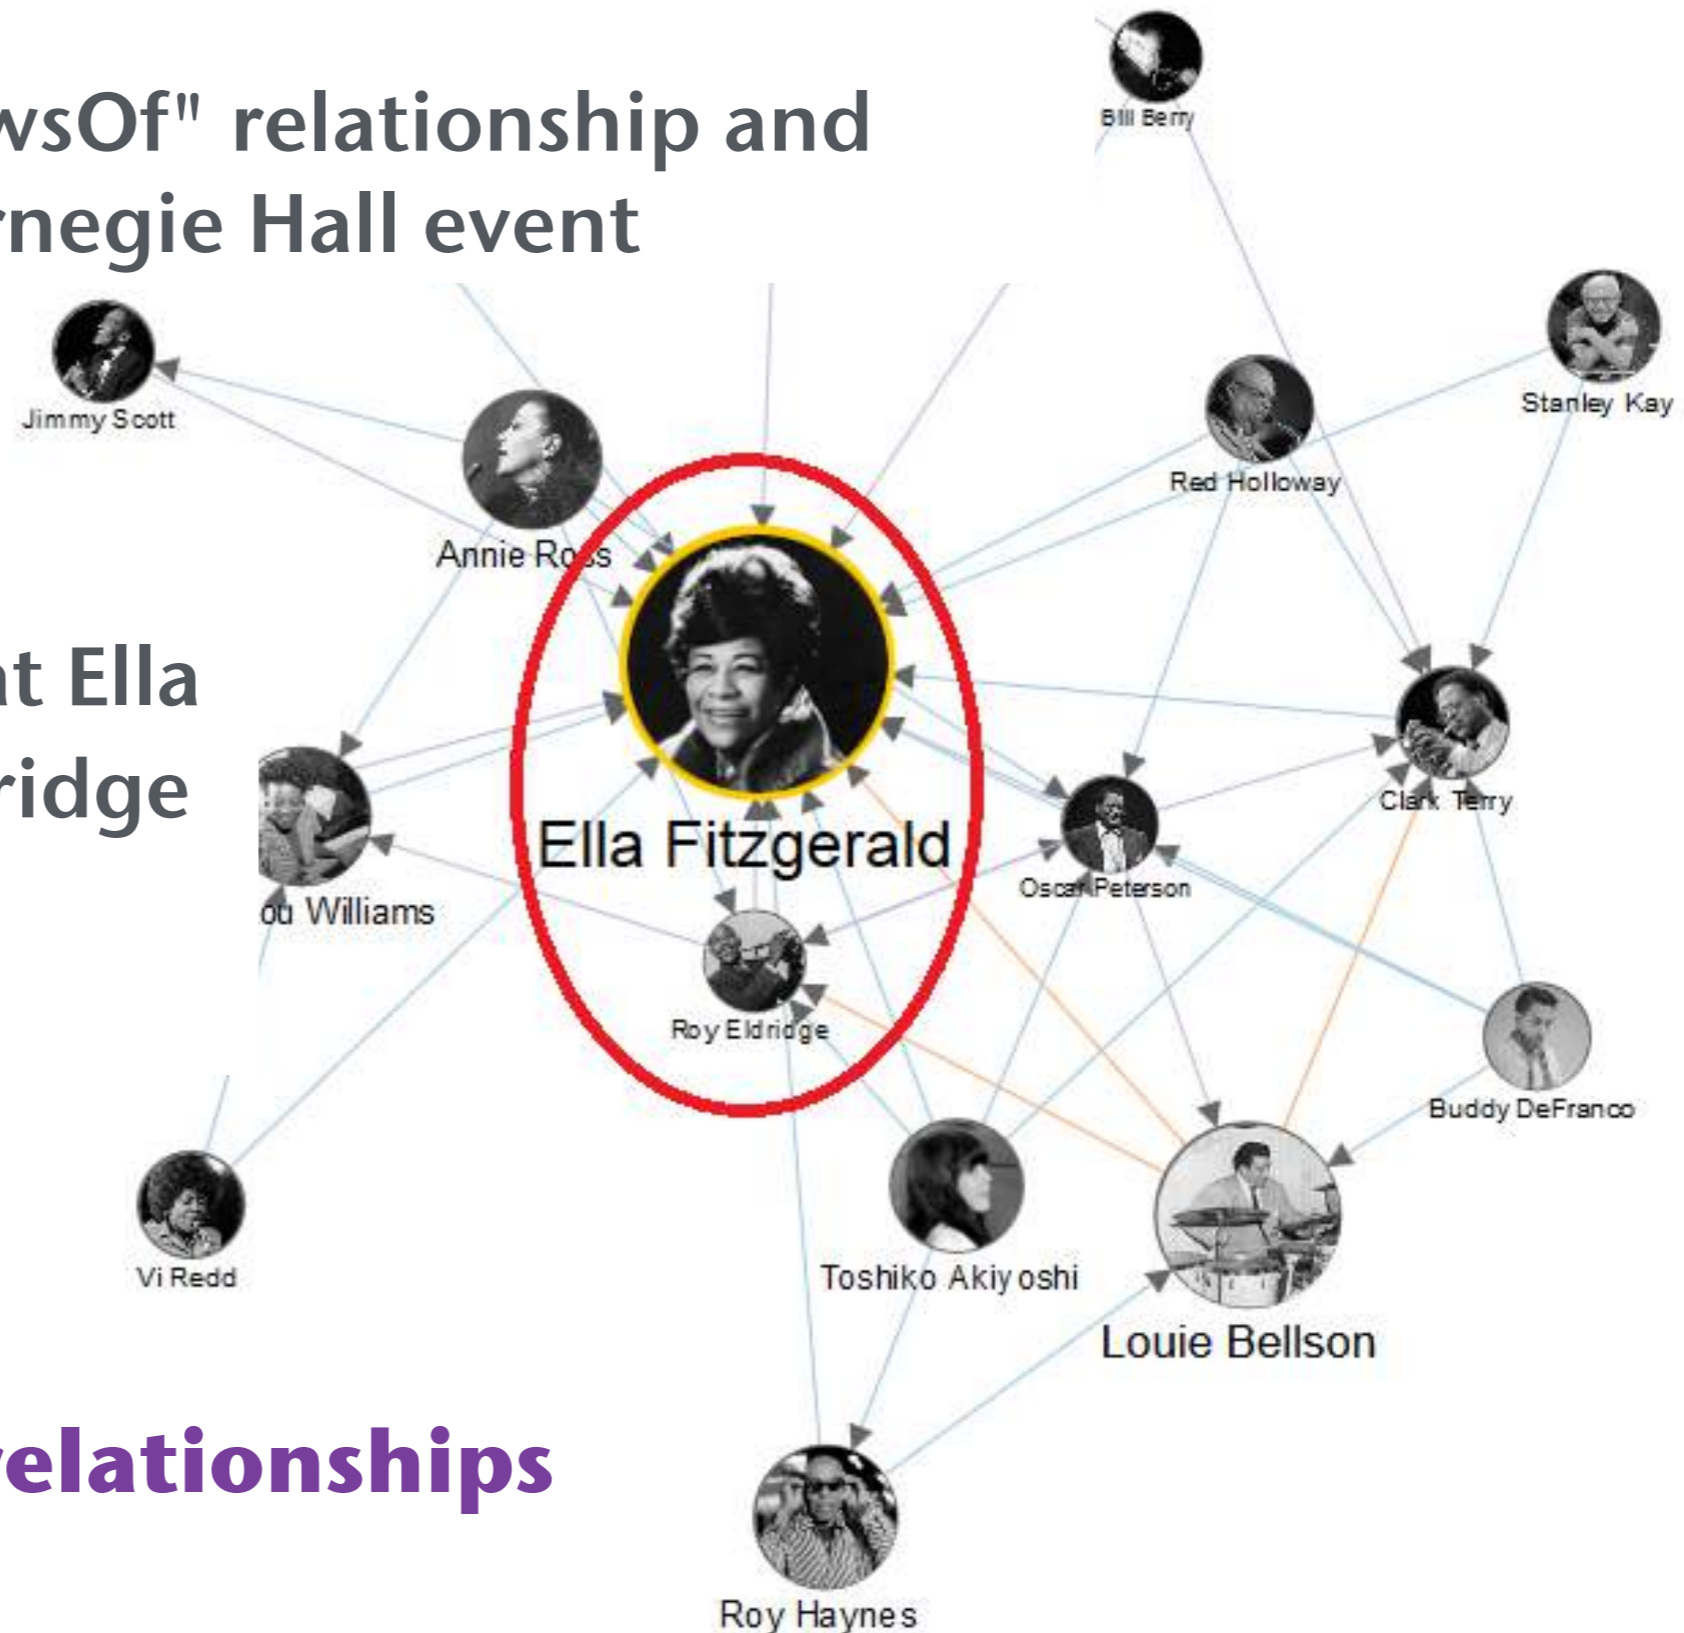 wsOf" relationship and
rnegie Hall event
Bill Berry
Jimmy Scott
Stanley Kay
Red Holloway
Annie Ross
at Ella
ridge
Ella Fitzgerald
Clark Terry
Oscar Peterson
ou Williams
Roy Eldridge
Buddy DeFranco
Vi Redd
Toshiko Akiyoshi
Louie Bellson
relationships
Roy Haynes